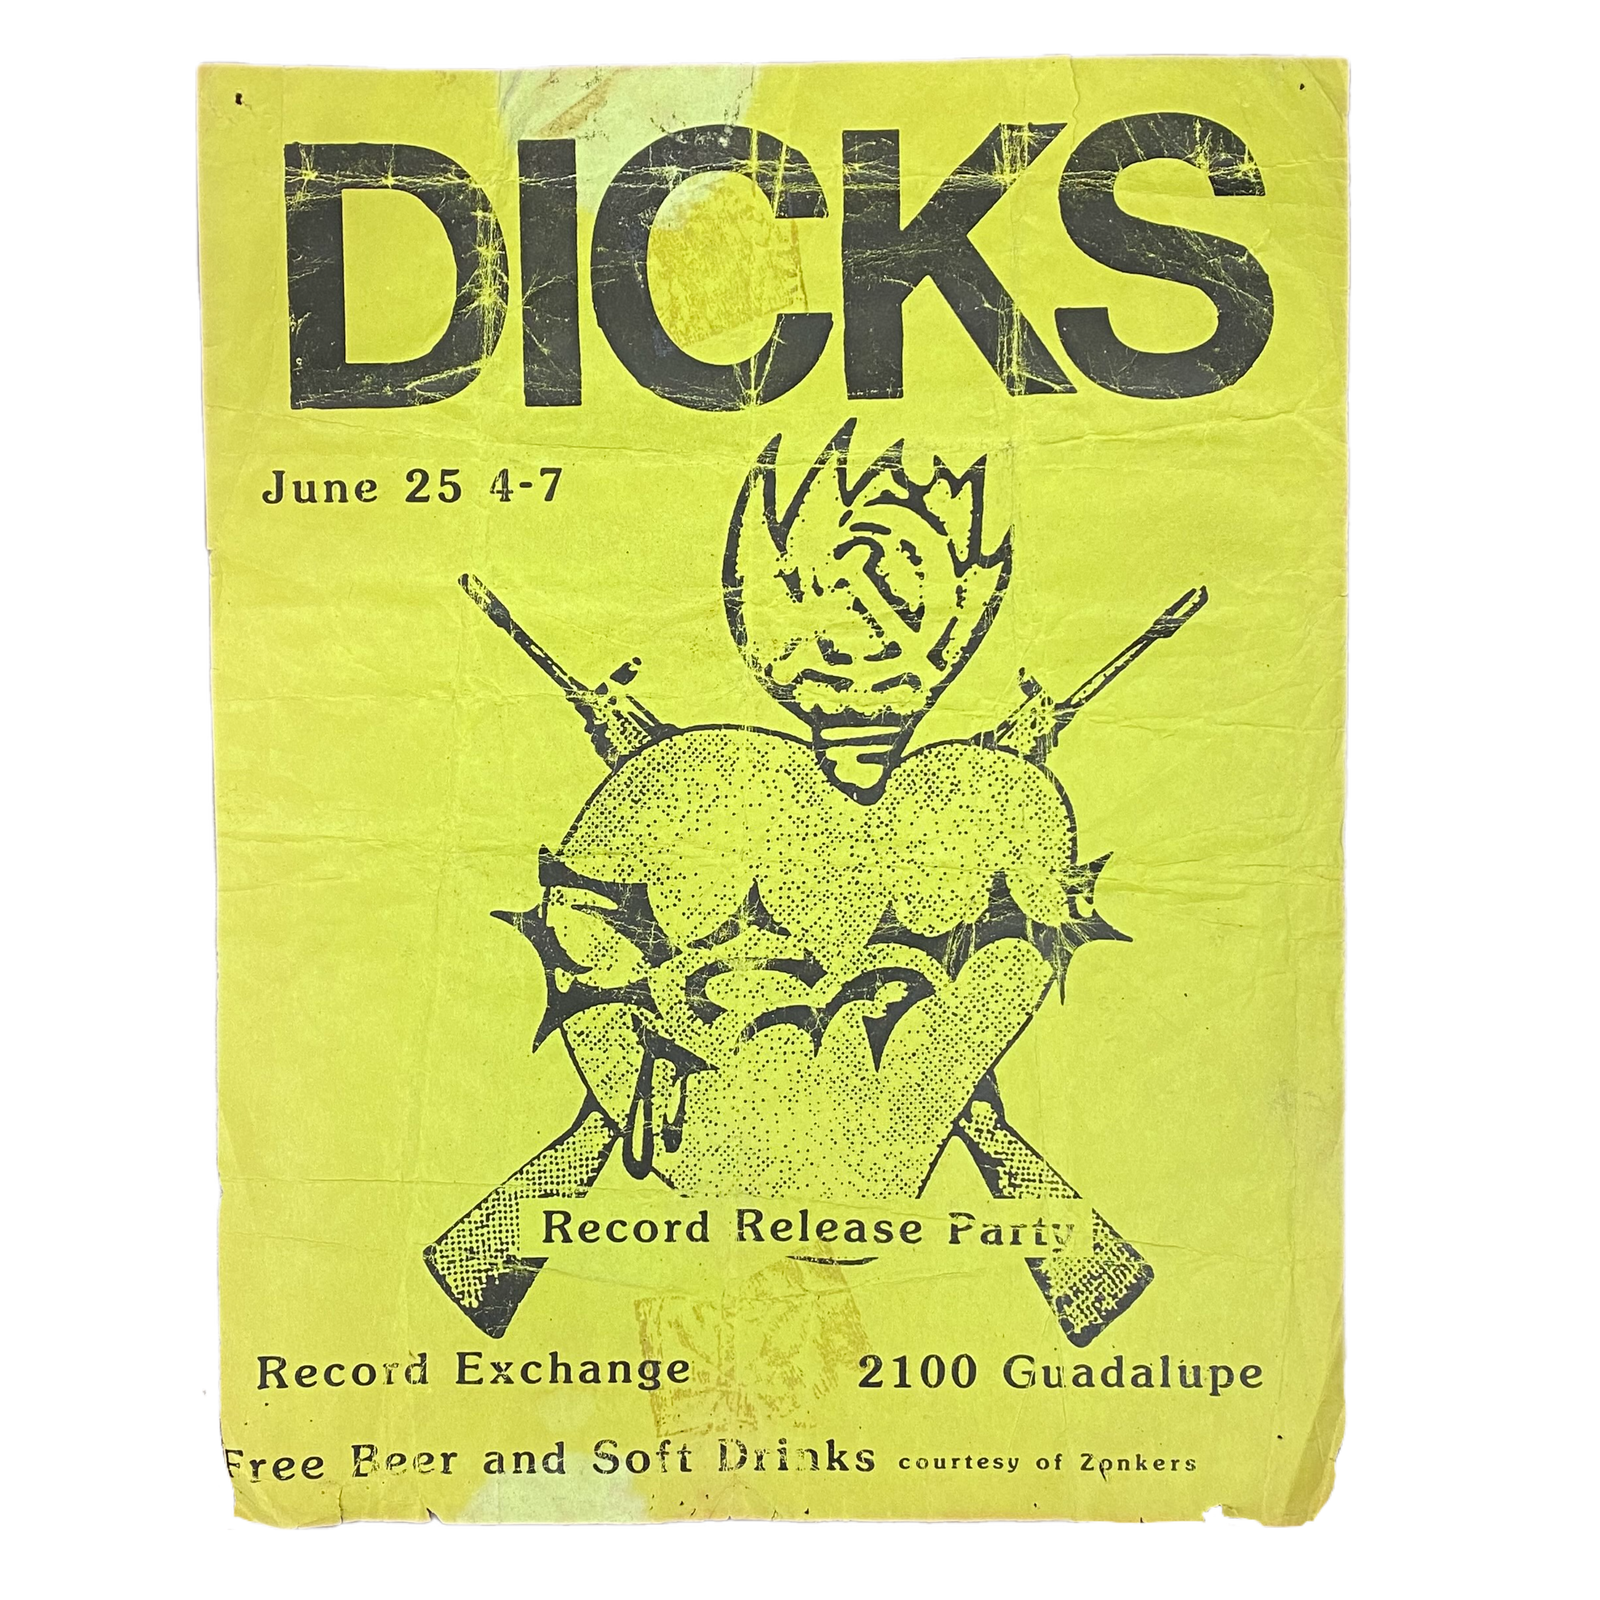 DICKS
June 25 4-7
Record Release Party
Record Exchange 2100 Guadalupe
Free Beer and Soft Drinks courtesy of Zonkers